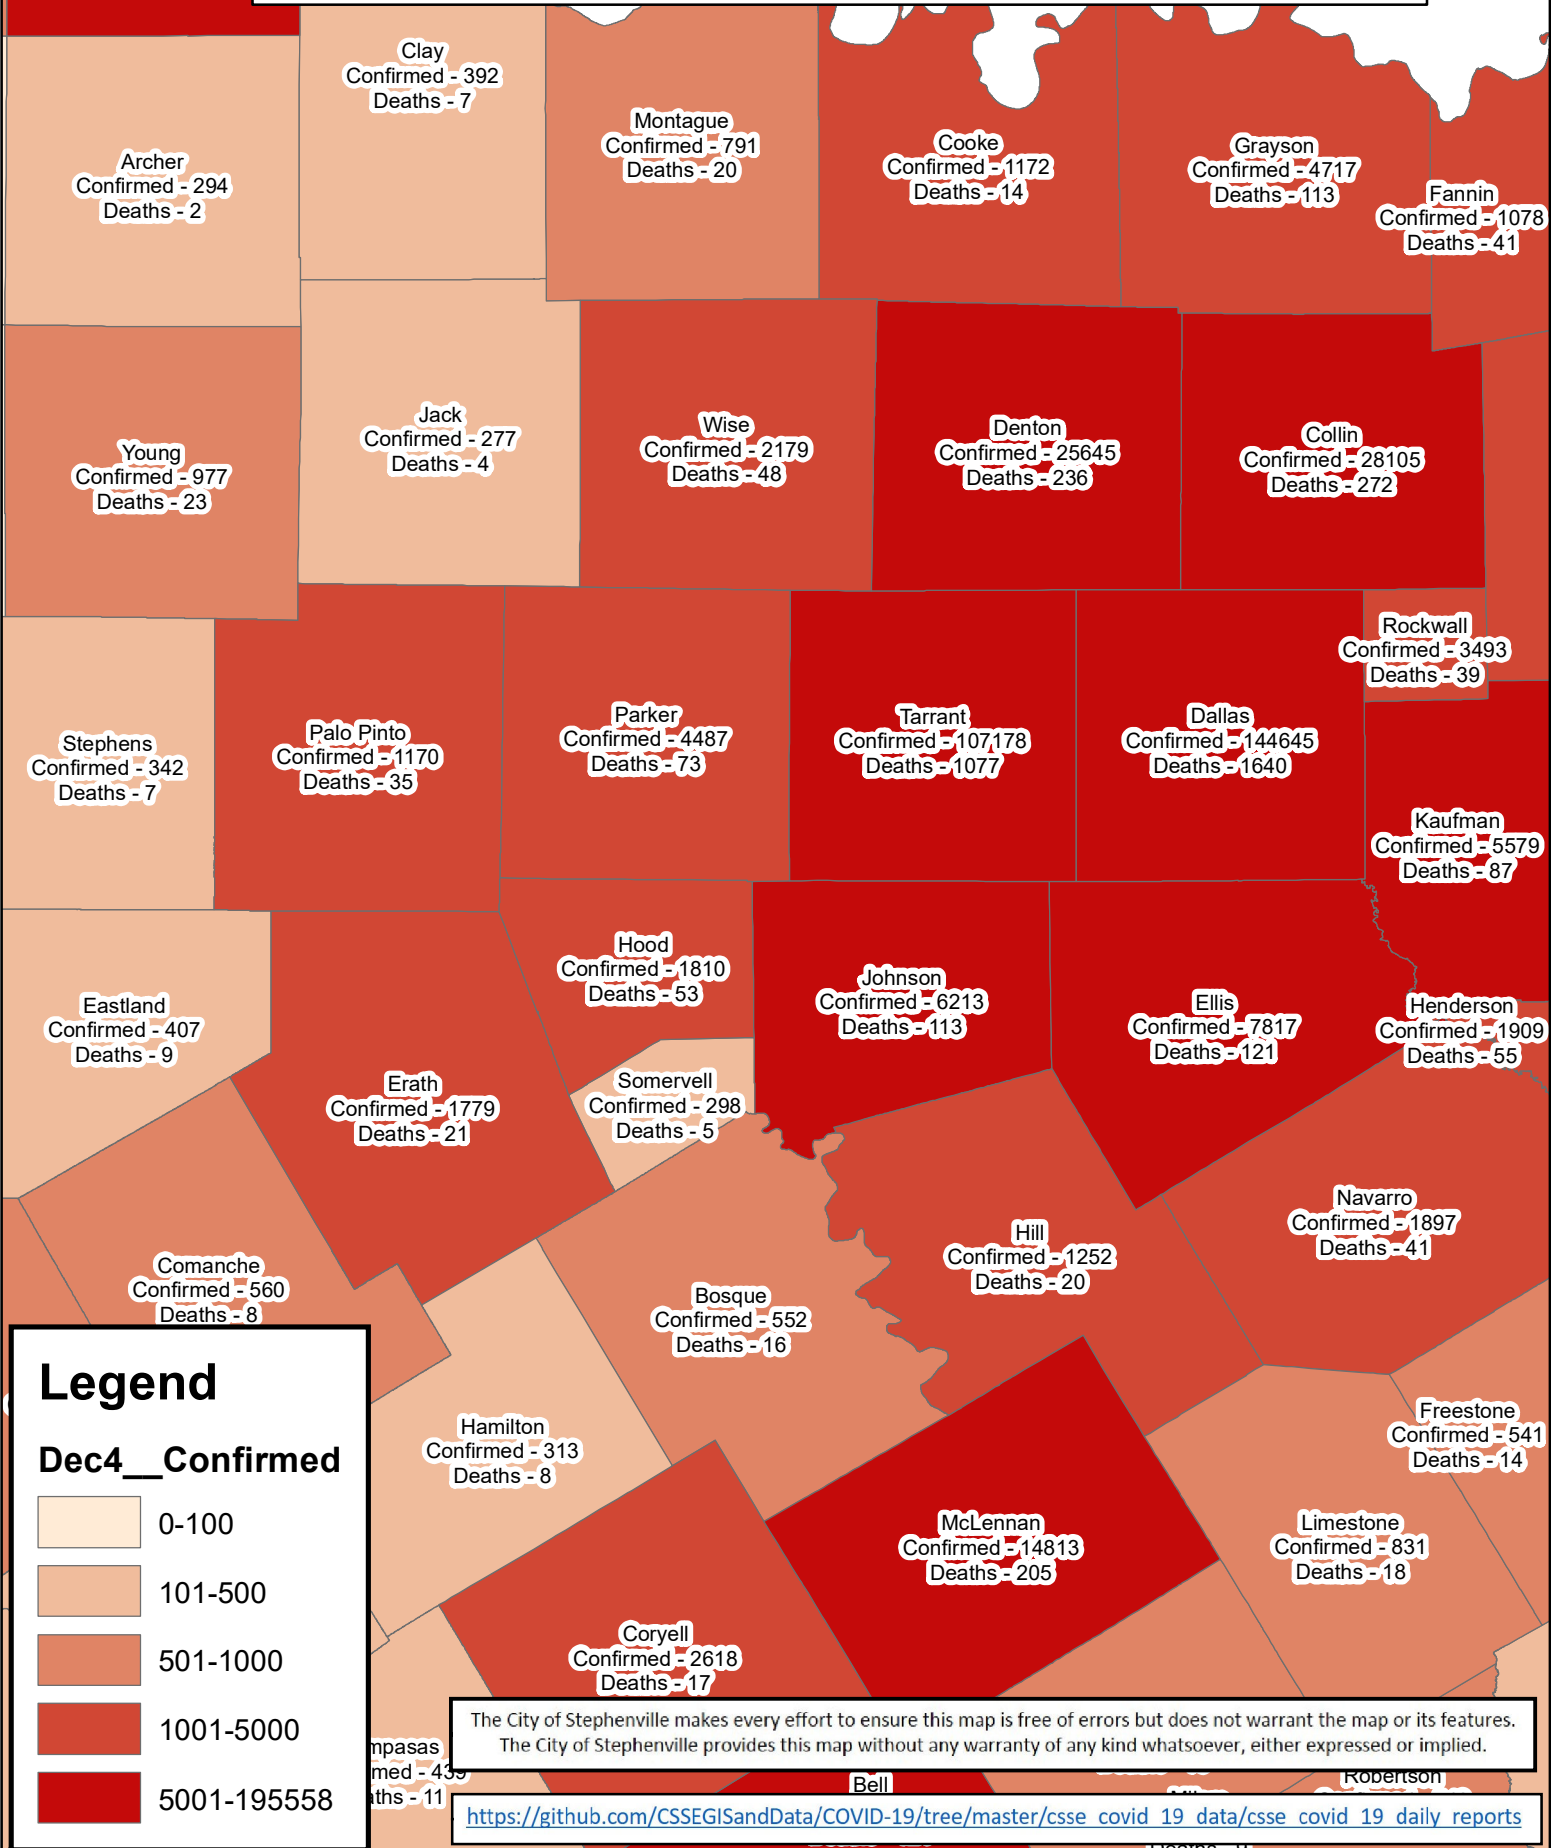 Clay
Confirmed - 392
Deaths - 7
Montague
Confirmed - 791
Deaths - 20
Cooke
Confirmed - 1172
Deaths - 14
Grayson
Confirmed - 4717
Deaths - 113
Archer
Confirmed - 294
Deaths - 2
Fannin
Confirmed - 1078
Deaths - 41
Jack
Confirmed - 277
Deaths - 4
Wise
Confirmed - 2179
Deaths - 48
Denton
Confirmed - 25645
Deaths - 236
Collin
Confirmed - 28105
Deaths - 272
Young
Confirmed - 977
Deaths - 23
Rockwall
Confirmed - 3493
Deaths - 39
Stephens
Confirmed - 342
Deaths - 7
Palo Pinto
Confirmed - 1170
Deaths - 35
Parker
Confirmed - 4487
Deaths - 73
Tarrant
Confirmed - 107178
Deaths - 1077
Dallas
Confirmed - 144645
Deaths - 1640
Kaufman
Confirmed - 5579
Deaths - 87
Hood
Confirmed - 1810
Deaths - 53
Johnson
Confirmed - 6213
Deaths - 113
Ellis
Confirmed - 7817
Deaths - 121
Henderson
Confirmed - 1909
Deaths - 55
Eastland
Confirmed - 407
Deaths - 9
Erath
Confirmed - 1779
Deaths - 21
Somervell
Confirmed - 298
Deaths - 5
Navarro
Confirmed - 1897
Deaths - 41
Hill
Confirmed - 1252
Deaths - 20
Comanche
Confirmed - 560
Deaths - 8
Bosque
Confirmed - 552
Deaths - 16
Hamilton
Confirmed - 313
Deaths - 8
Freestone
Confirmed - 541
Deaths - 14
McLennan
Confirmed - 14813
Deaths - 205
Limestone
Confirmed - 831
Deaths - 18
Coryell
Confirmed - 2618
Deaths - 17
mpasas
med - 439
aths - 11
Bell
Robertson
Legend
Dec4__Confirmed
0-100
101-500
501-1000
1001-5000
5001-195558
The City of Stephenville makes every effort to ensure this map is free of errors but does not warrant the map or its features.
The City of Stephenville provides this map without any warranty of any kind whatsoever, either expressed or implied.
https://github.com/CSSEGISandData/COVID-19/tree/master/csse_covid_19_data/csse_covid_19_daily_reports